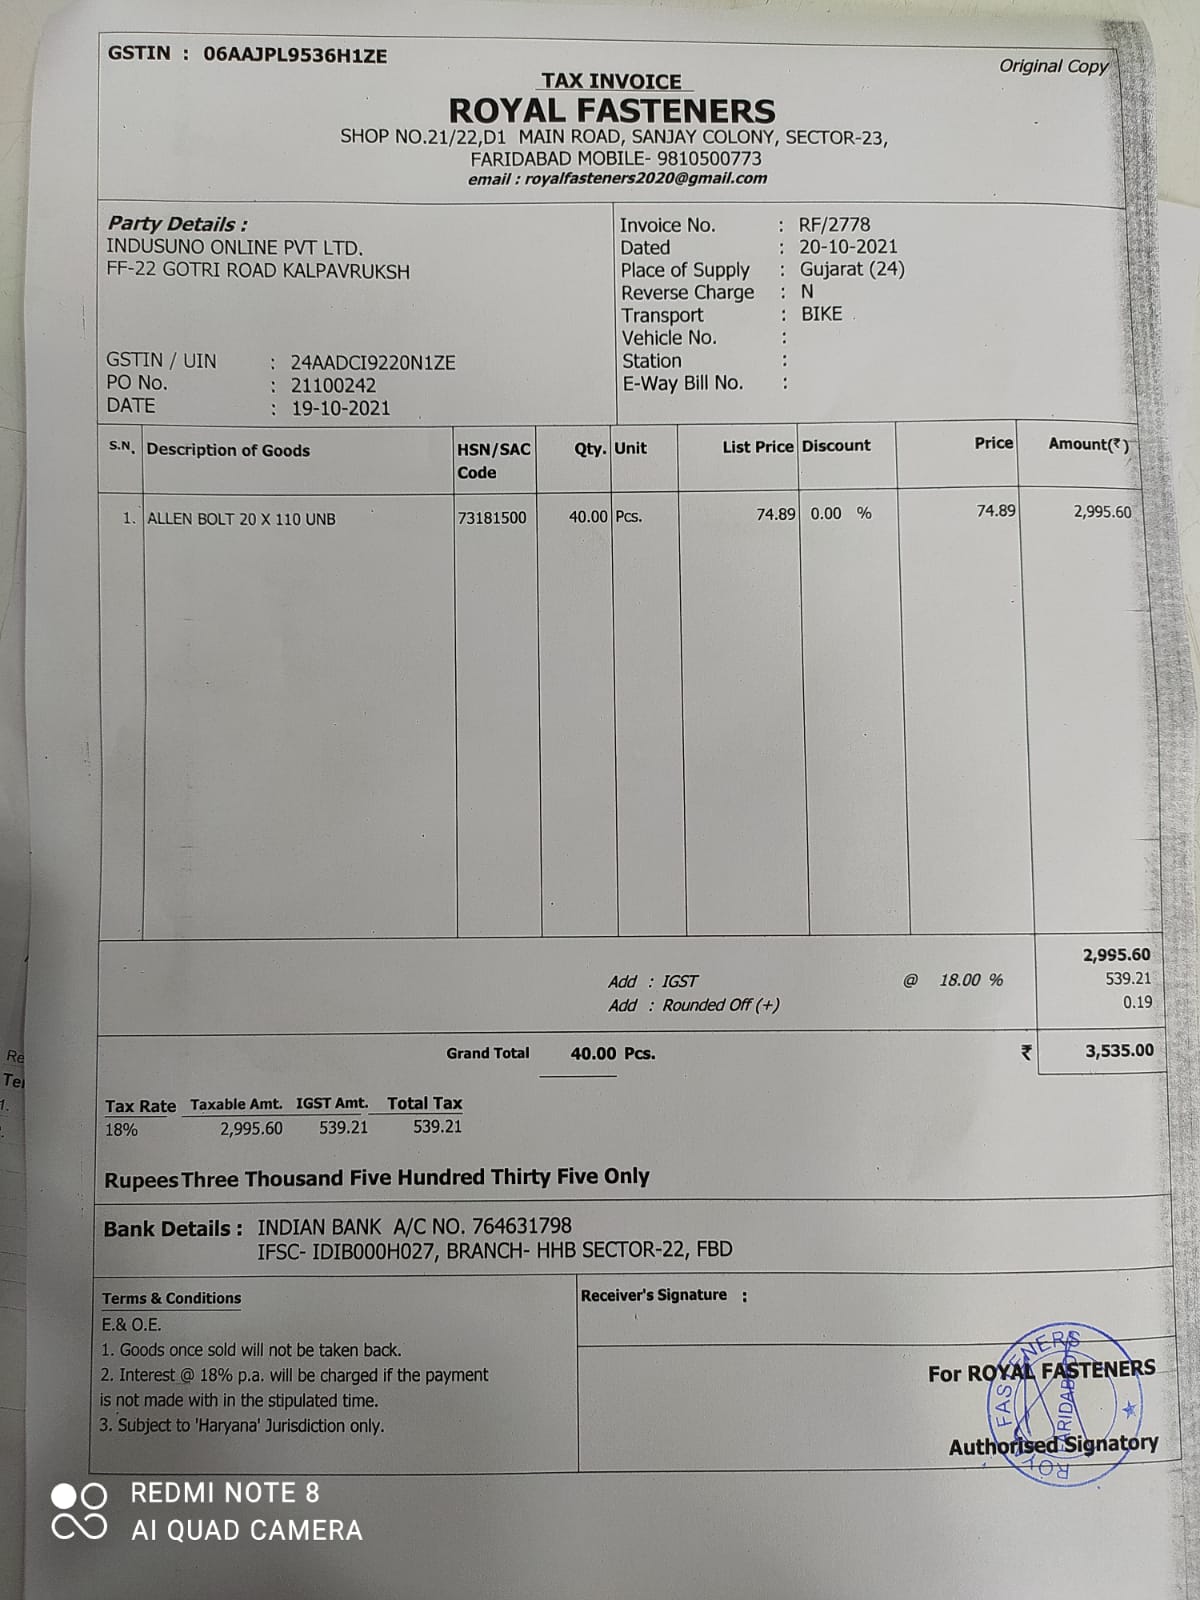 GSTIN : 06AAJPL9536H1ZE
Original Copy
TAX INVOICE
ROYAL FASTENERS
SHOP NO.21/22,D1 MAIN ROAD, SANJAY COLONY, SECTOR-23,
FARIDABAD MOBILE- 9810500773
email : royalfasteners2020@gmail.com
Party Details :
INDUSUNO ONLINE PVT LTD.
FF-22 GOTRI ROAD KALPAVRUKSH
GSTIN / UIN : 24AADCI9220N1ZE
PO No. : 21100242
DATE : 19-10-2021
Invoice No. : RF/2778
Dated : 20-10-2021
Place of Supply : Gujarat (24)
Reverse Charge : N
Transport : BIKE
Vehicle No. :
Station :
E-Way Bill No. :
S.N. Description of Goods HSN/SAC Code Qty. Unit List Price Discount Price Amount(₹)
1. ALLEN BOLT 20 X 110 UNB 73181500 40.00 Pcs. 74.89 0.00 % 74.89 2,995.60
2,995.60
Add : IGST @ 18.00 % 539.21
Add : Rounded Off (+) 0.19
Grand Total 40.00 Pcs. ₹ 3,535.00
Tax Rate Taxable Amt. IGST Amt. Total Tax
18% 2,995.60 539.21 539.21
Rupees Three Thousand Five Hundred Thirty Five Only
Bank Details : INDIAN BANK A/C NO. 764631798
IFSC- IDIB000H027, BRANCH- HHB SECTOR-22, FBD
Terms & Conditions
E.& O.E.
1. Goods once sold will not be taken back.
2. Interest @ 18% p.a. will be charged if the payment
is not made with in the stipulated time.
3. Subject to 'Haryana' Jurisdiction only.
Receiver's Signature :
For ROYAL FASTENERS
Authorised Signatory
ROYAL FASTENERS
FARIDABAD
REDMI NOTE 8
AI QUAD CAMERA